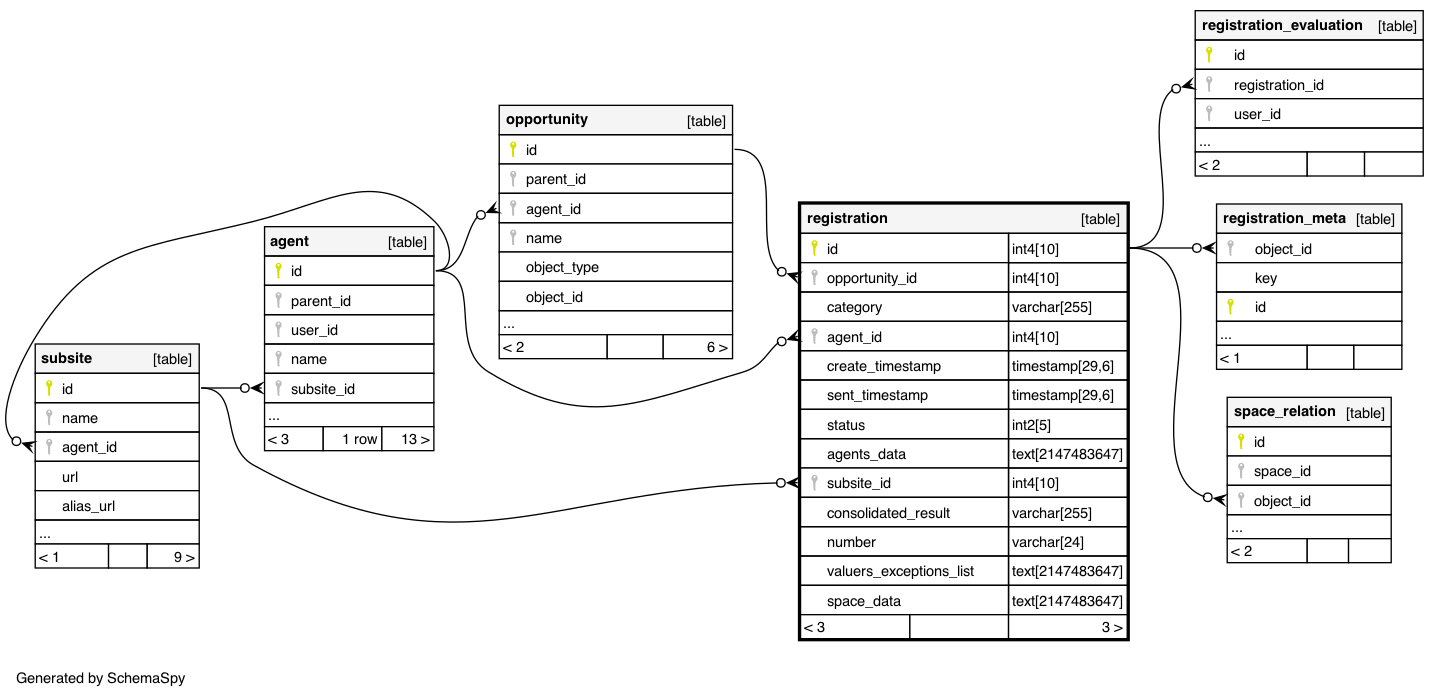 registration_evaluation [table]
id
registration_id
user_id
...
< 2
opportunity [table]
id
parent_id
agent_id
name
object_type
object_id
...
< 2 6 >
registration [table]
id int4[10]
opportunity_id int4[10]
category varchar[255]
agent_id int4[10]
create_timestamp timestamp[29,6]
sent_timestamp timestamp[29,6]
status int2[5]
agents_data text[2147483647]
subsite_id int4[10]
consolidated_result varchar[255]
number varchar[24]
valuers_exceptions_list text[2147483647]
space_data text[2147483647]
< 3 3 >
registration_meta [table]
object_id
key
id
...
< 1
agent [table]
id
parent_id
user_id
name
subsite_id
...
< 3 1 row 13 >
subsite [table]
id
name
agent_id
url
alias_url
...
< 1 9 >
space_relation [table]
id
space_id
object_id
...
< 2
Generated by SchemaSpy